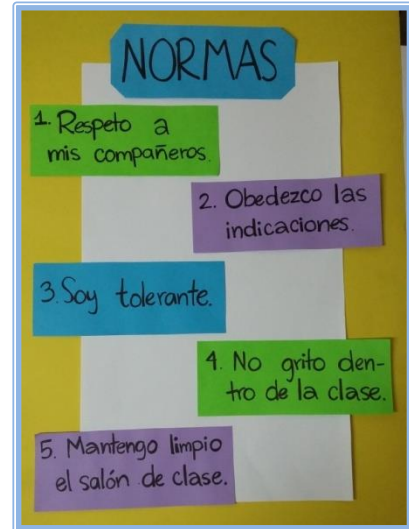 NORMAS
1. Respeto a
mis compañeros.
2. Obedezco las
indicaciones.
3. Soy tolerante.
4. No grito den-
tro de la clase.
5. Mantengo limpio
el salón de clase.